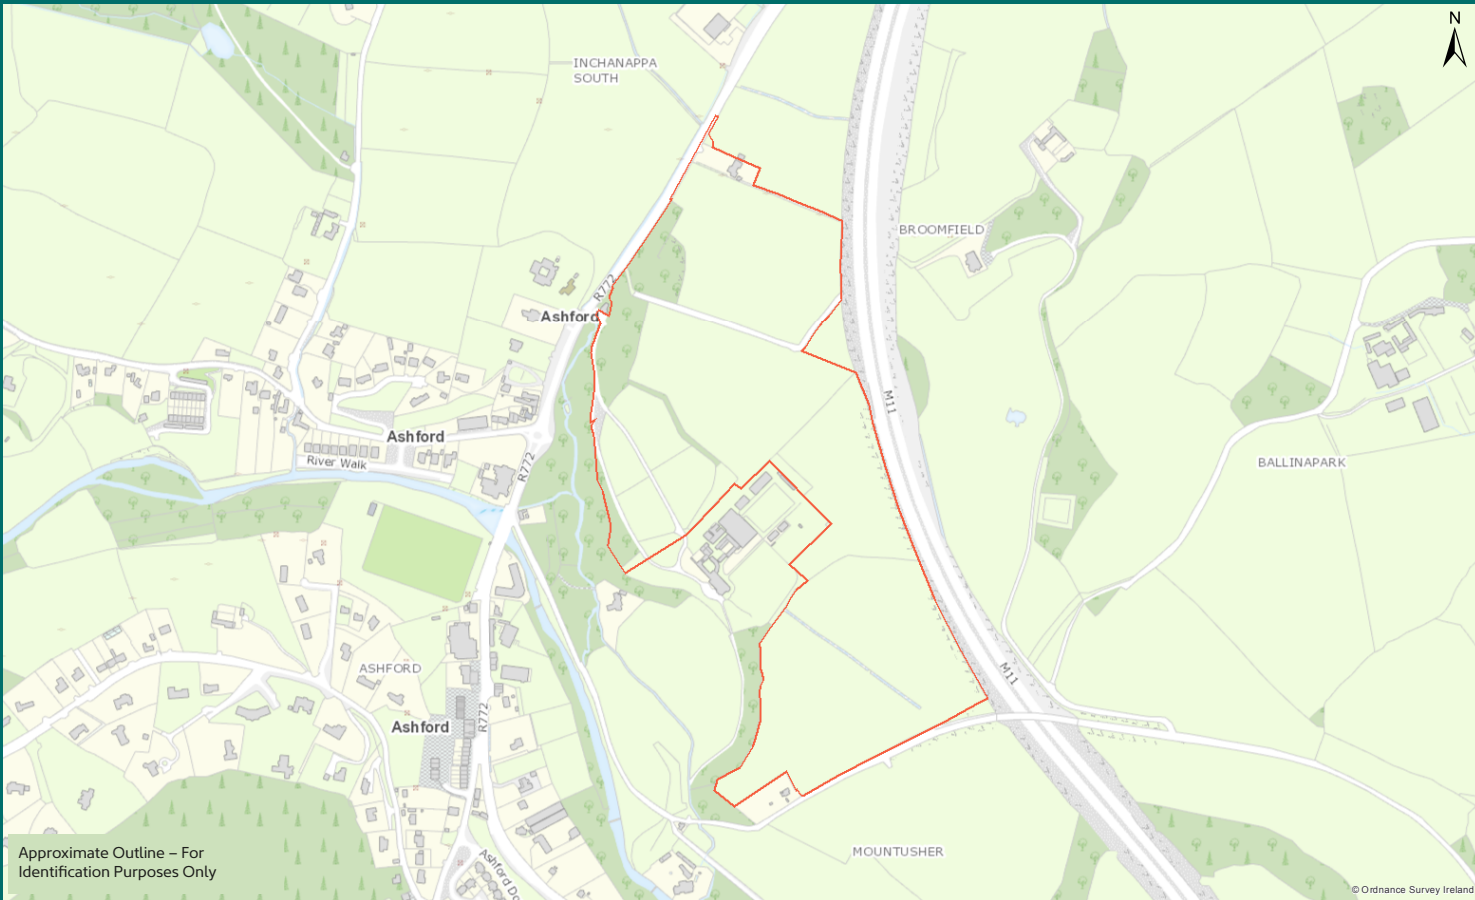 N
INCHANAPPA
SOUTH
BROOMFIELD
R772
Ashford
M11
Ashford
River Walk
R772
BALLINAPARK
ASHFORD
M11
R772
Ashford
MOUNTUSHER
Approximate Outline – For
Identification Purposes Only
Ashford Do
© Ordnance Survey Ireland